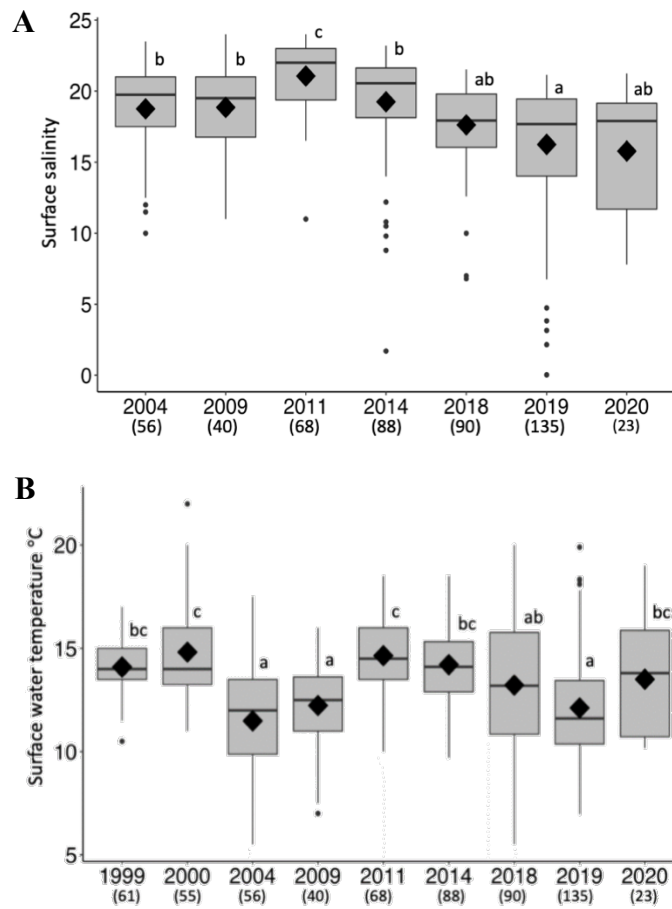 A
Surface salinity
25
20
15
10
5
0
b b c b ab a ab
2004 2009 2011 2014 2018 2019 2020
(56) (40) (68) (88) (90) (135) (23)
B
Surface water temperature °C
20
15
10
5
bc c a a c bc ab a bc
1999 2000 2004 2009 2011 2014 2018 2019 2020
(61) (55) (56) (40) (68) (88) (90) (135) (23)